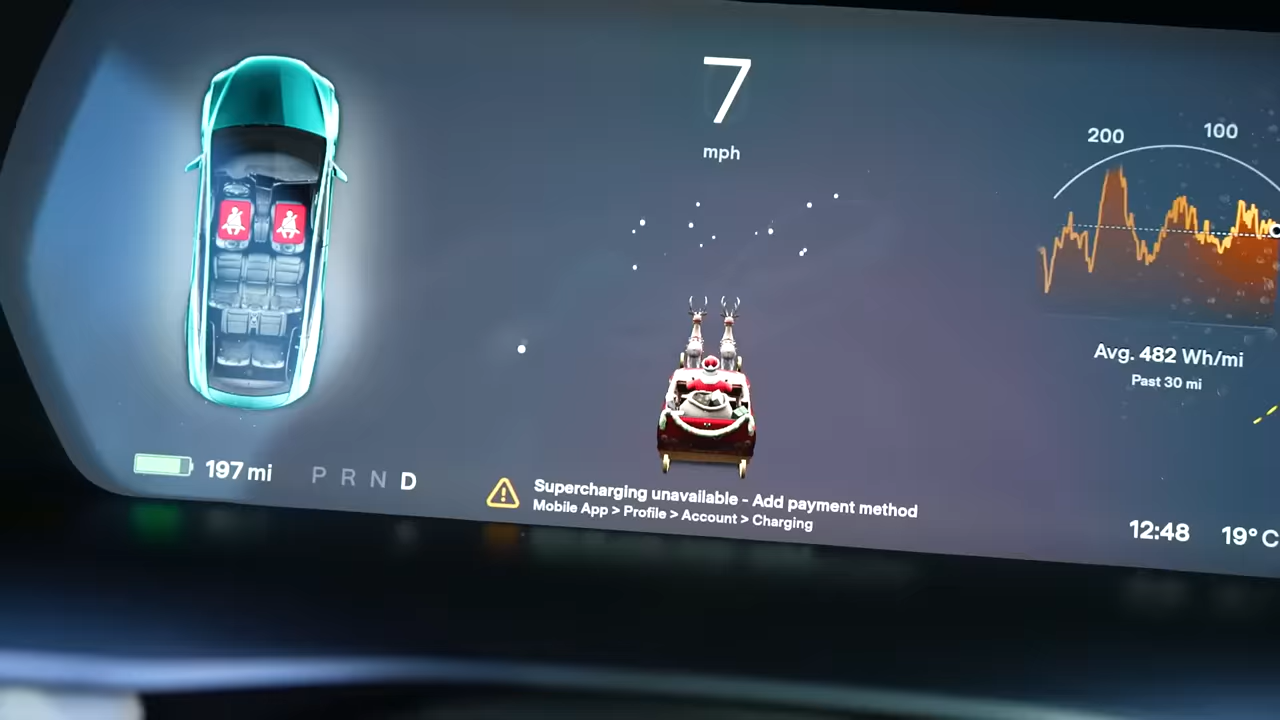 7
mph
200
100
Avg. 482 Wh/mi
Past 30 mi
197 mi
P R N D
Supercharging unavailable - Add payment method
Mobile App > Profile > Account > Charging
12:48
19° C